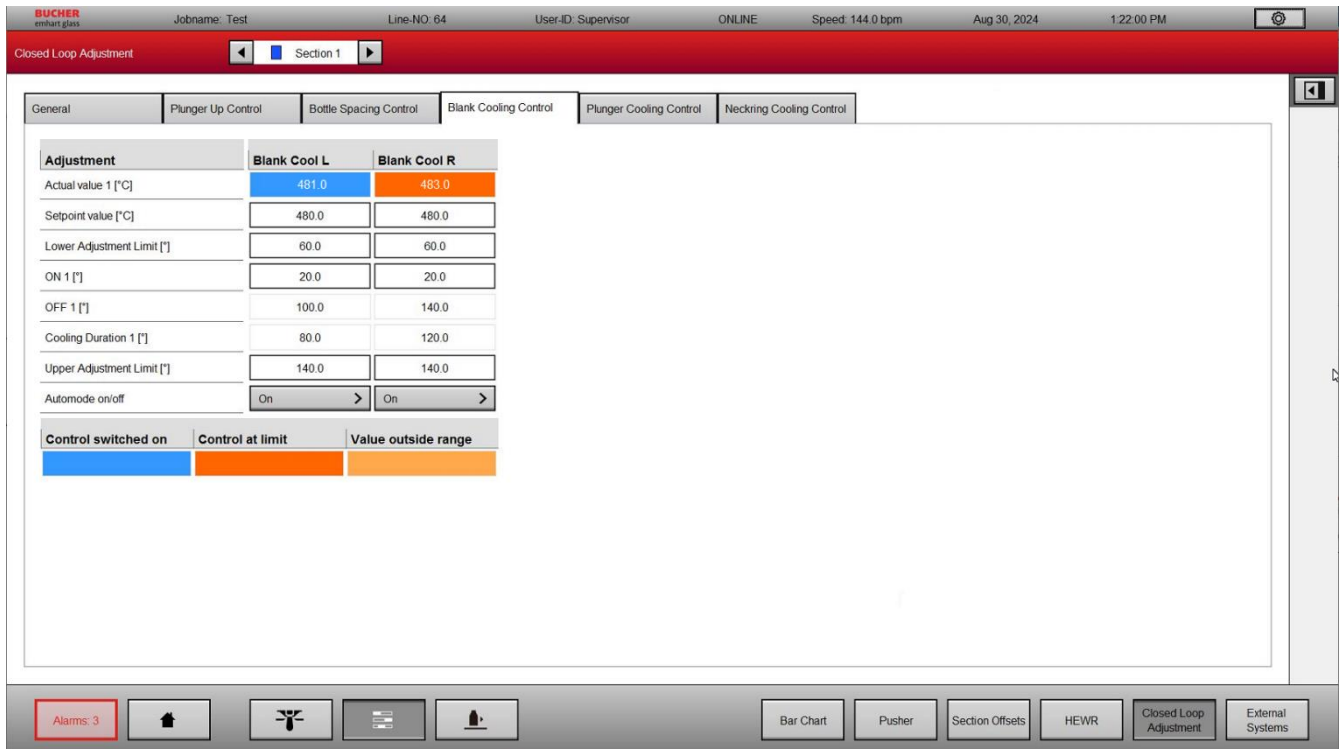 BUCHER
emhart glass
Jobname: Test
Line-NO: 64
User-ID: Supervisor
ONLINE
Speed: 144.0 bpm
Aug 30, 2024
1:22:00 PM
Closed Loop Adjustment
Section 1
General
Plunger Up Control
Bottle Spacing Control
Blank Cooling Control
Plunger Cooling Control
Neckring Cooling Control
Adjustment Blank Cool L Blank Cool R
Actual value 1 [°C] 481.0 483.0
Setpoint value [°C] 480.0 480.0
Lower Adjustment Limit [°] 60.0 60.0
ON 1 [°] 20.0 20.0
OFF 1 [°] 100.0 140.0
Cooling Duration 1 [°] 80.0 120.0
Upper Adjustment Limit [°] 140.0 140.0
Automode on/off On On
Control switched on Control at limit Value outside range
Alarms: 3
Bar Chart
Pusher
Section Offsets
HEWR
Closed Loop
Adjustment
External
Systems